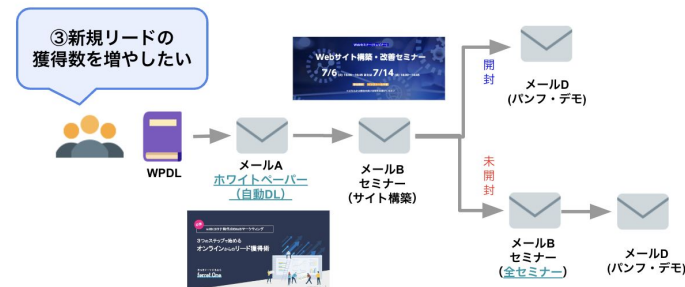 ③新規リードの
獲得数を増やしたい
WPDL
メールA
ホワイトペーパー
（自動DL）
3つのステップで始める
オンラインからのリード獲得術
ferret One
Webサイト構築・改善セミナー
7/6
7/14
メールB
セミナー
（サイト構築）
開封
メールD
(パンフ・デモ)
未開封
メールB
セミナー
（全セミナー）
メールD
(パンフ・デモ)